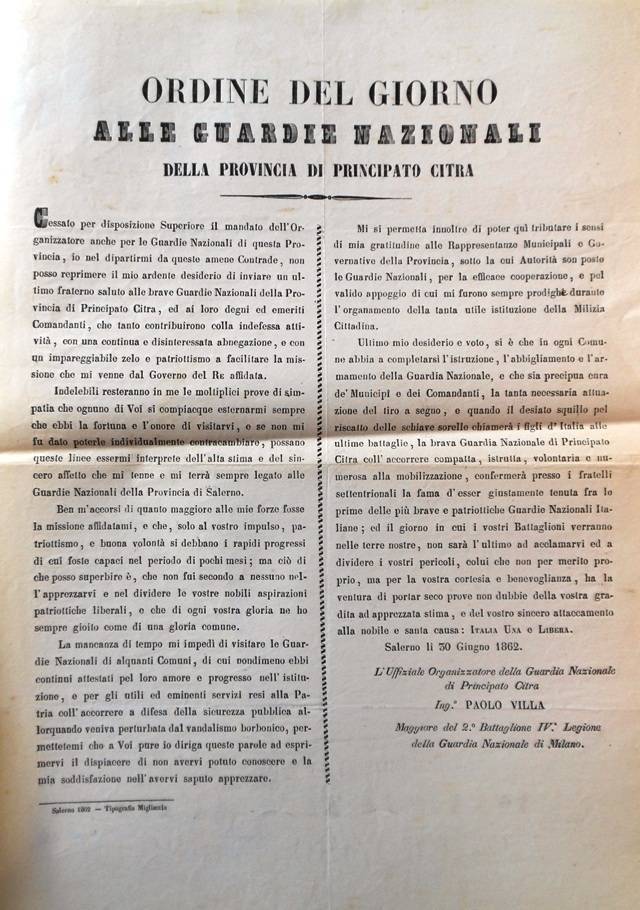 ORDINE DEL GIORNO
ALLE GUARDIE NAZIONALI
DELLA PROVINCIA DI PRINCIPATO CITRA
Cessato per disposizione Superiore il mandato dell'Or-
ganizzatore anche per le Guardie Nazionali di questa Pro-
vincia, io nel dipartirmi da queste amene Contrade, non
posso reprimere il mio ardente desiderio di inviare un ul-
timo fraterno saluto alle brave Guardie Nazionali della Pro-
vincia di Principato Citra, ed ai loro degni ed emeriti
Comandanti, che tanto contribuirono colla indefessa atti-
vità, con una continua e disinteressata abnegazione, e con
un impareggiabile zelo e patriottismo a facilitare la mis-
sione che mi venne dal Governo del RE affidata.
Indelebili resteranno in me le molteplici prove di sim-
patia che ognuno di Voi si compiacque esternarmi sempre
che ebbi la fortuna e l'onore di visitarvi, e se non mi
fu dato poterle individualmente contracambiare, possano
queste linee essermi interprete dell'alta stima e del sin-
cero affetto che mi tenne e mi terrà sempre legato alle
Guardie Nazionali della Provincia di Salerno.
Ben m'accorsi di quanto maggiore alle mie forze fosse
la missione affidatami, e che, solo al vostro impulso, pa-
triottismo, e buona volontà si debbano i rapidi progressi
di cui foste capaci nel periodo di pochi mesi; ma ciò di
che posso superbire è, che non fui secondo a nessuno nel-
l'apprezzarvi e nel dividere le vostre nobili aspirazioni
patriottiche liberali, e che di ogni vostra gloria ne ho
sempre gioito come di una gloria comune.
La mancanza di tempo mi impedì di visitare le Guar-
die Nazionali di alquanti Comuni, di cui nondimeno ebbi
continui attestati pel loro amore e progresso nell'istitu-
zione, e per gli utili ed eminenti servizi resi alla Pa-
tria coll'accorrere a difesa della sicurezza pubblica al-
lorquando veniva perturbata dal vandalismo borbonico, per-
mettetemi che a Voi pure io diriga queste parole ad espri-
mervi il dispiacere di non avervi potuto conoscere e la
mia soddisfazione nell'avervi saputo apprezzare.
Salerno 1862 — Tipografia Migliaccio
Mi si permetta innoltre di poter qui tributare i sensi
di mia gratitudine alle Rappresentanze Municipali e Go-
vernative della Provincia, sotto la cui Autorità son poste
le Guardie Nazionali, per la efficace cooperazione, e pel
valido appoggio di cui mi furono sempre prodighe durante
l'organamento della tanta utile istituzione della Milizia
Cittadina.
Ultimo mio desiderio e voto, si è che in ogni Comu-
ne abbia a completarsi l'istruzione, l'abbigliamento e l'ar-
mamento della Guardia Nazionale, e che sia precipua cura
de' Municipî e dei Comandanti, la tanta necessaria attua-
zione del tiro a segno, e quando il desiato squillo pel
riscatto delle schiave sorelle chiamerà i figli d'Italia alle
ultime battaglie, la brava Guardia Nazionale di Principato
Citra coll'accorrere compatta, istrutta, volontaria e nu-
merosa alla mobilizzazione, confermerà presso i fratelli
settentrionali la fama d'esser giustamente tenuta fra le
prime delle più brave e patriottiche Guardie Nazionali Ita-
liane; ed il giorno in cui i vostri Battaglioni verranno
nelle terre nostre, non sarà l'ultimo ad acclamarvi ed a
dividere i vostri pericoli, colui che non per merito pro-
prio, ma per la vostra cortesia e benevoglianza, ha la
ventura di portar seco prove non dubbie della vostra gra-
dita ad apprezzata stima, e del vostro sincero attaccamento
alla nobile e santa causa: ITALIA UNA E LIBERA.
Salerno li 30 Giugno 1862.
L'Uffiziale Organizzatore della Guardia Nazionale
di Principato Citra
Ing.e PAOLO VILLA
Maggiore del 2.o Battaglione IV.a Legione
della Guardia Nazionale di Milano.